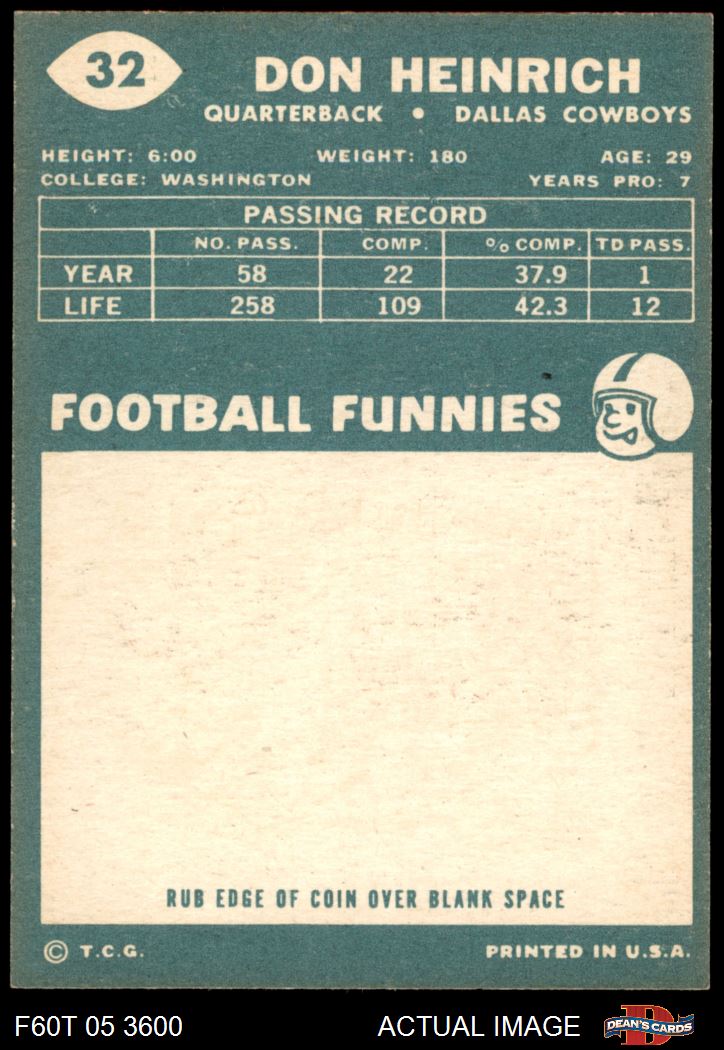 32
DON HEINRICH
QUARTERBACK • DALLAS COWBOYS
HEIGHT: 6:00 WEIGHT: 180 AGE: 29
COLLEGE: WASHINGTON YEARS PRO: 7
PASSING RECORD
NO. PASS. COMP. % COMP. TD PASS.
YEAR 58 22 37.9 1
LIFE 258 109 42.3 12
FOOTBALL FUNNIES
RUB EDGE OF COIN OVER BLANK SPACE
© T.C.G. PRINTED IN U.S.A.
F60T 05 3600 ACTUAL IMAGE D DEAN'S CARDS